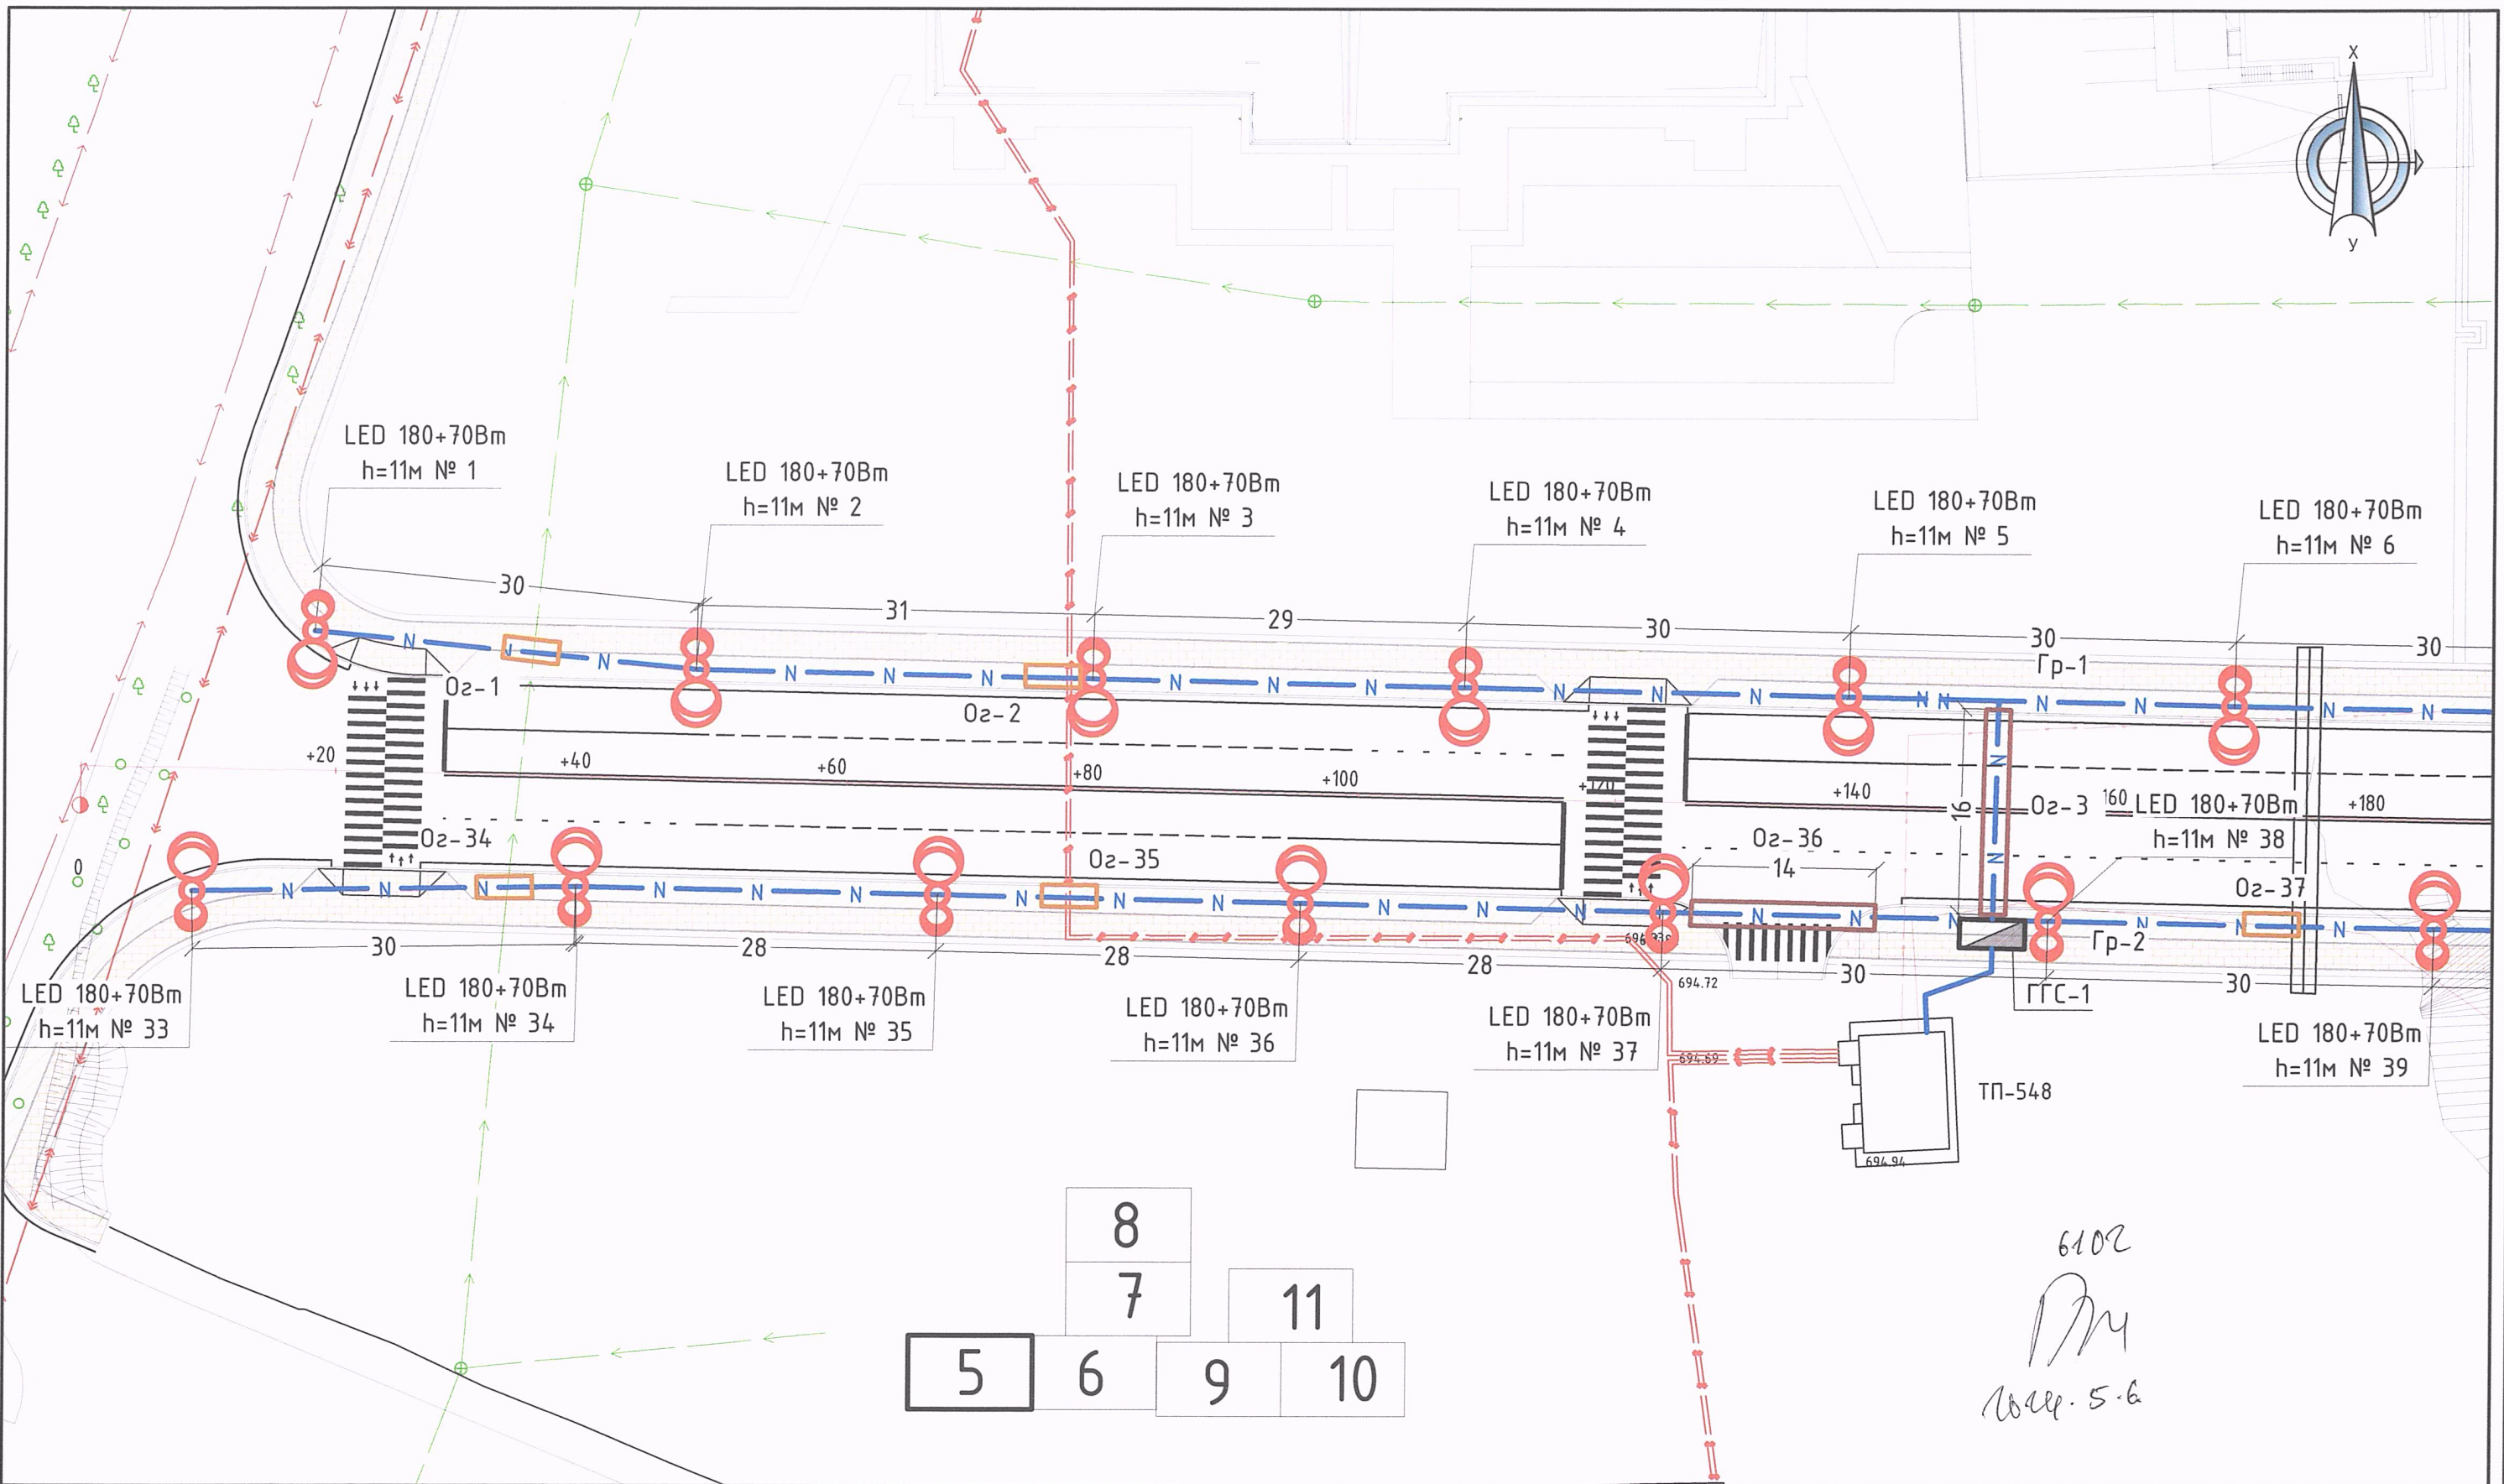 X
y
LED 180+70Вт
h=11м № 1
LED 180+70Вт
h=11м № 2
LED 180+70Вт
h=11м № 3
LED 180+70Вт
h=11м № 4
LED 180+70Вт
h=11м № 5
LED 180+70Вт
h=11м № 6
30
31
29
30
30
30
N N N N N N N N N N N N N N N N N N
Гр-1
Ог-1
Ог-2
+20
+40
+60
+80
+100
+120
+140
16
N
N
Ог-3
160
LED 180+70Вт
h=11м № 38
+180
Ог-34
Ог-35
Ог-36
14
Ог-37
0
N N N N N N N N N N N N N N N N N N
Гр-2
30
28
28
28
30
30
694.72
ГГС-1
LED 180+70Вт
h=11м № 33
LED 180+70Вт
h=11м № 34
LED 180+70Вт
h=11м № 35
LED 180+70Вт
h=11м № 36
LED 180+70Вт
h=11м № 37
LED 180+70Вт
h=11м № 39
694.69
ТП-548
694.94
8
7
11
5
6
9
10
6102
2024. 5.6